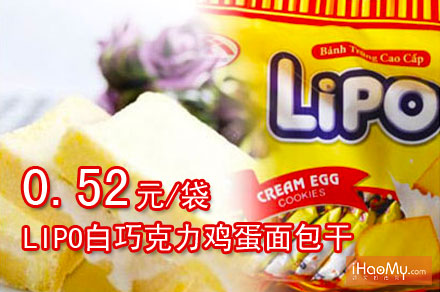 Bánh Trứng Cao Cấp
LiPO
CREAM EGG
COOKIES
0.52元/袋
LIPO白巧克力鸡蛋面包干
iHaoMy.com